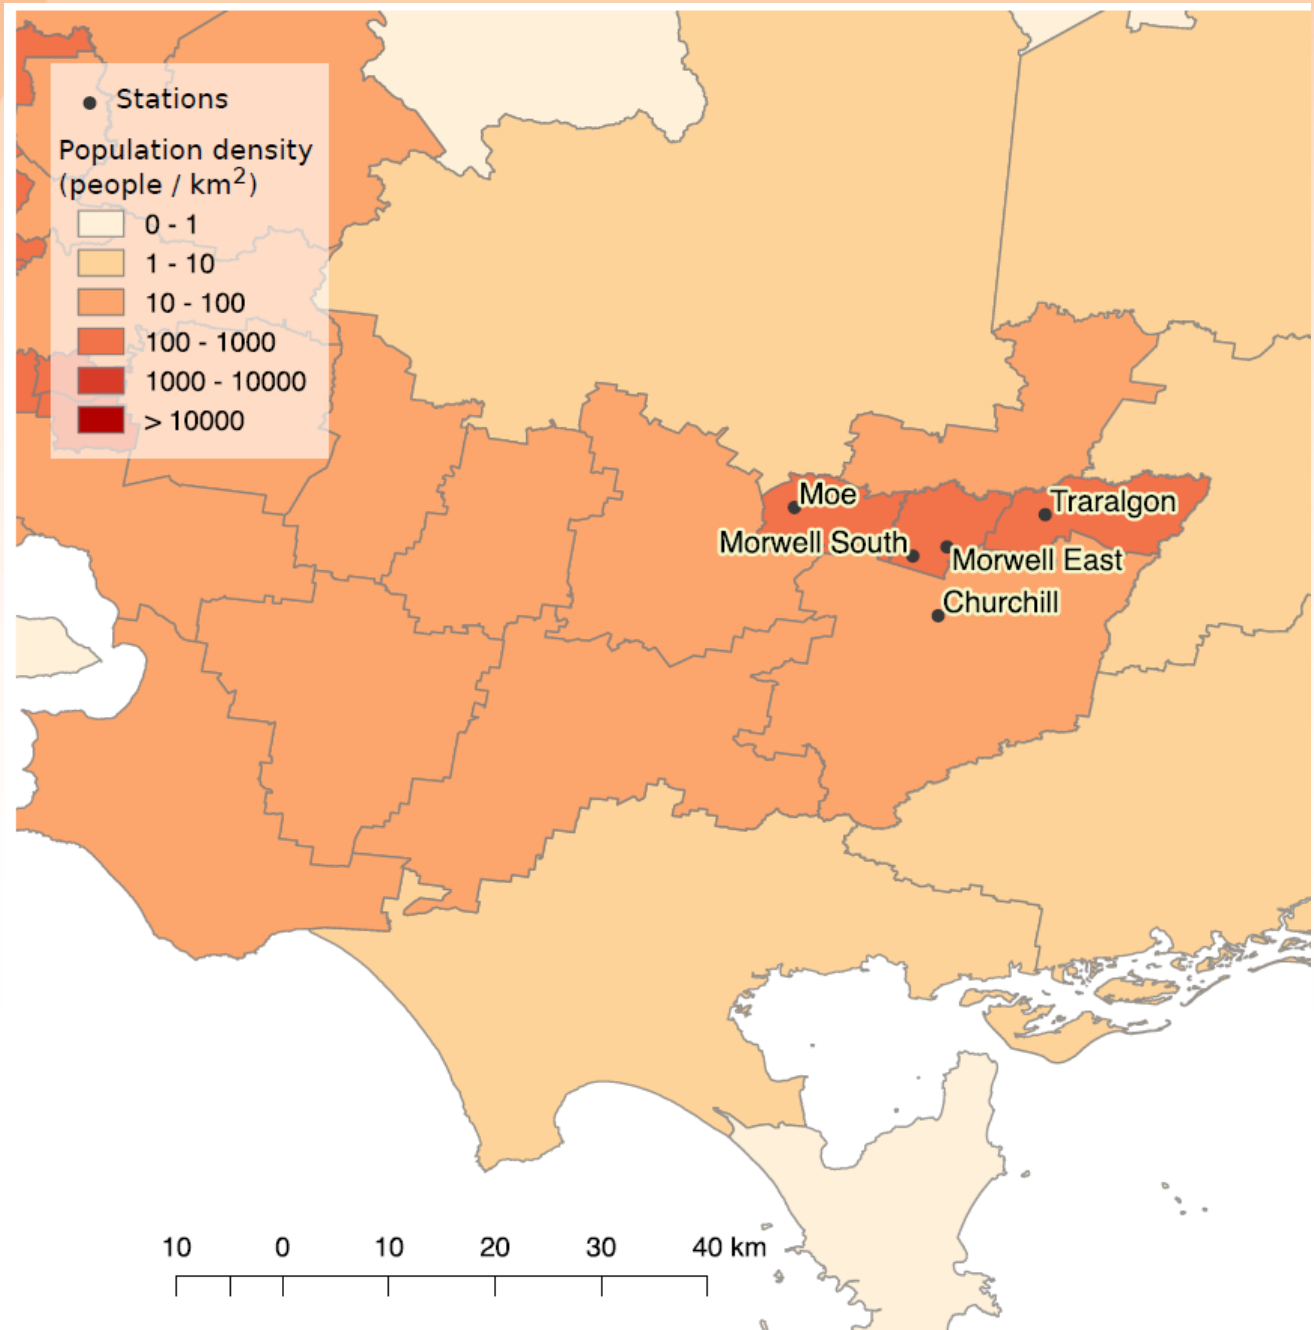 Stations
Population density
(people / km²)
0 - 1
1 - 10
10 - 100
100 - 1000
1000 - 10000
> 10000
Moe
Traralgon
Morwell South
Morwell East
Churchill
10 0 10 20 30 40 km